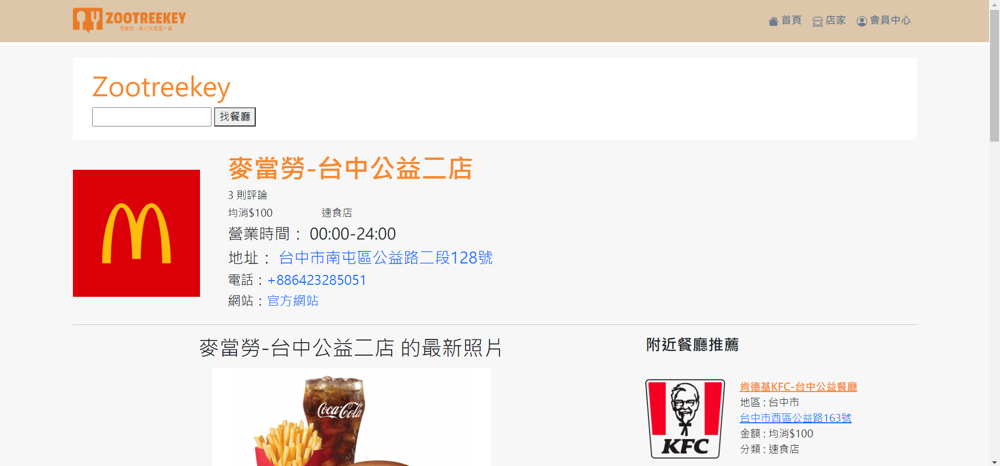 ZOOTREEKEY
首頁
店家
會員中心
Zootreekey
找餐廳
麥當勞-台中公益二店
3 則評論
均消$100 速食店
營業時間： 00:00-24:00
地址： 台中市南屯區公益路二段128號
電話：+886423285051
網站：官方網站
麥當勞-台中公益二店 的最新照片
Coca-Cola
附近餐廳推薦
KFC
肯德基KFC-台中公益餐廳
地區 : 台中市
台中市西區公益路163號
金額 : 均消$100
分類 : 速食店